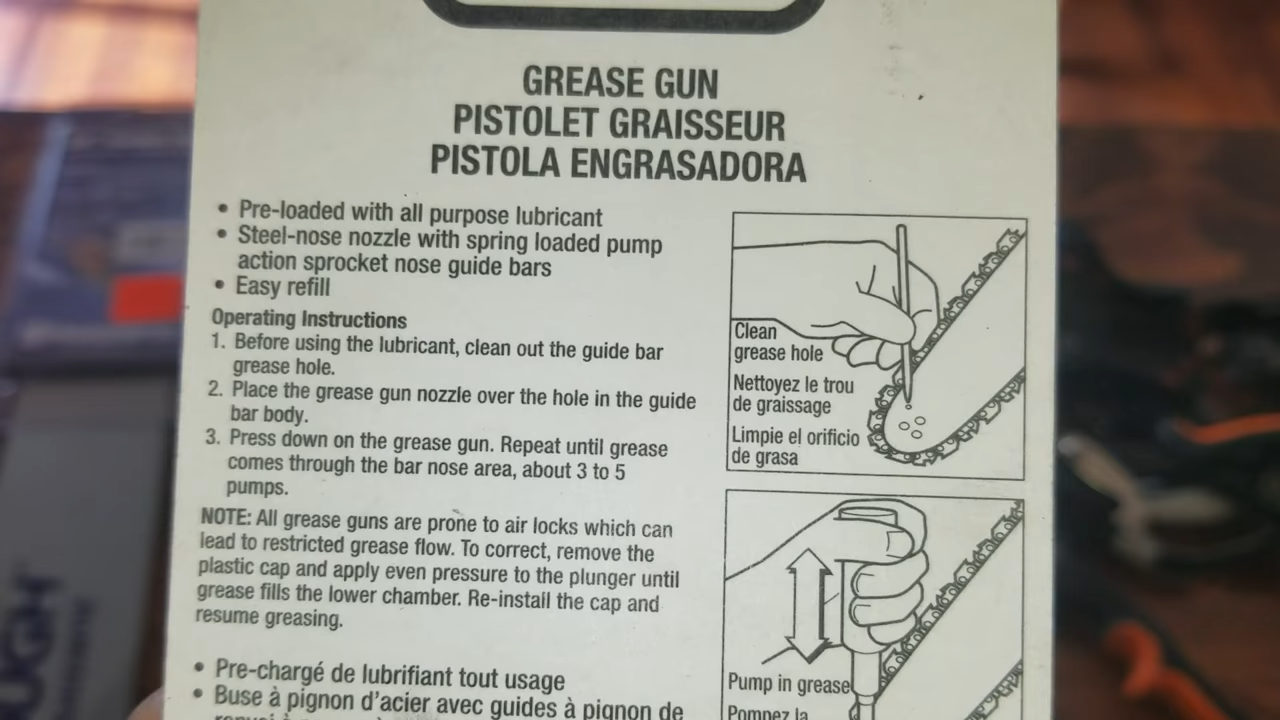 GREASE GUN
PISTOLET GRAISSEUR
PISTOLA ENGRASADORA
• Pre-loaded with all purpose lubricant
• Steel-nose nozzle with spring loaded pump
action sprocket nose guide bars
• Easy refill
Operating Instructions
1. Before using the lubricant, clean out the guide bar
grease hole.
2. Place the grease gun nozzle over the hole in the guide
bar body.
3. Press down on the grease gun. Repeat until grease
comes through the bar nose area, about 3 to 5
pumps.
NOTE: All grease guns are prone to air locks which can
lead to restricted grease flow. To correct, remove the
plastic cap and apply even pressure to the plunger until
grease fills the lower chamber. Re-install the cap and
resume greasing.
• Pre-chargé de lubrifiant tout usage
• Buse à pignon d'acier avec guides à pignon de
Clean
grease hole
Nettoyez le trou
de graissage
Limpie el orificio
de grasa
Pump in grease
Pompez la